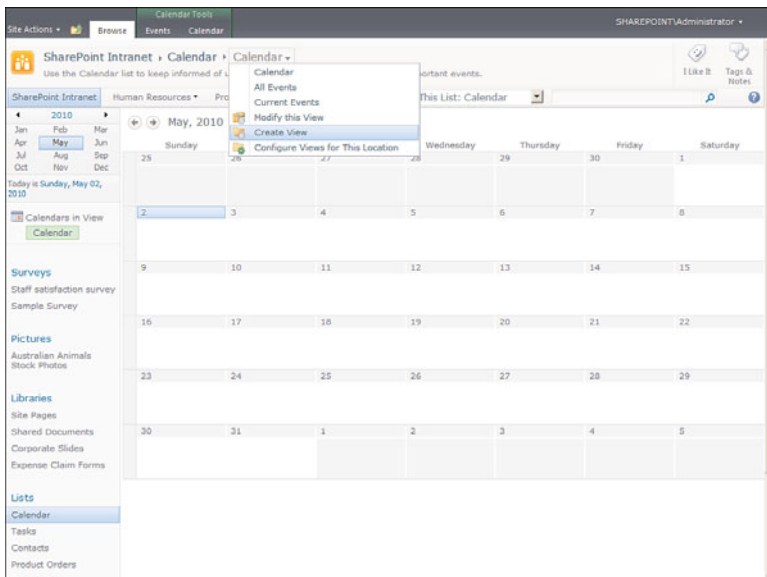 Calendar Tools
Site Actions Browse Events Calendar SHAREPOINT\Administrator
SharePoint Intranet Calendar Calendar
Use the Calendar list to keep informed of ortant events.
I Like It Tags & Notes
Calendar
All Events
Current Events
Modify this View
Create View
Configure Views for This Location
SharePoint Intranet Human Resources Pro This List: Calendar
2010
Jan Feb Mar
Apr May Jun
Jul Aug Sep
Oct Nov Dec
Today is Sunday, May 02, 2010
Calendars in View
Calendar
May, 2010
Sunday Wednesday Thursday Friday Saturday
25 26 27 28 29 30 1
2 3 4 5 6 7 8
9 10 11 12 13 14 15
16 17 18 19 20 21 22
23 24 25 26 27 28 29
30 31 1 2 3 4 5
Surveys
Staff satisfaction survey
Sample Survey
Pictures
Australian Animals
Stock Photos
Libraries
Site Pages
Shared Documents
Corporate Slides
Expense Claim Forms
Lists
Calendar
Tasks
Contacts
Product Orders